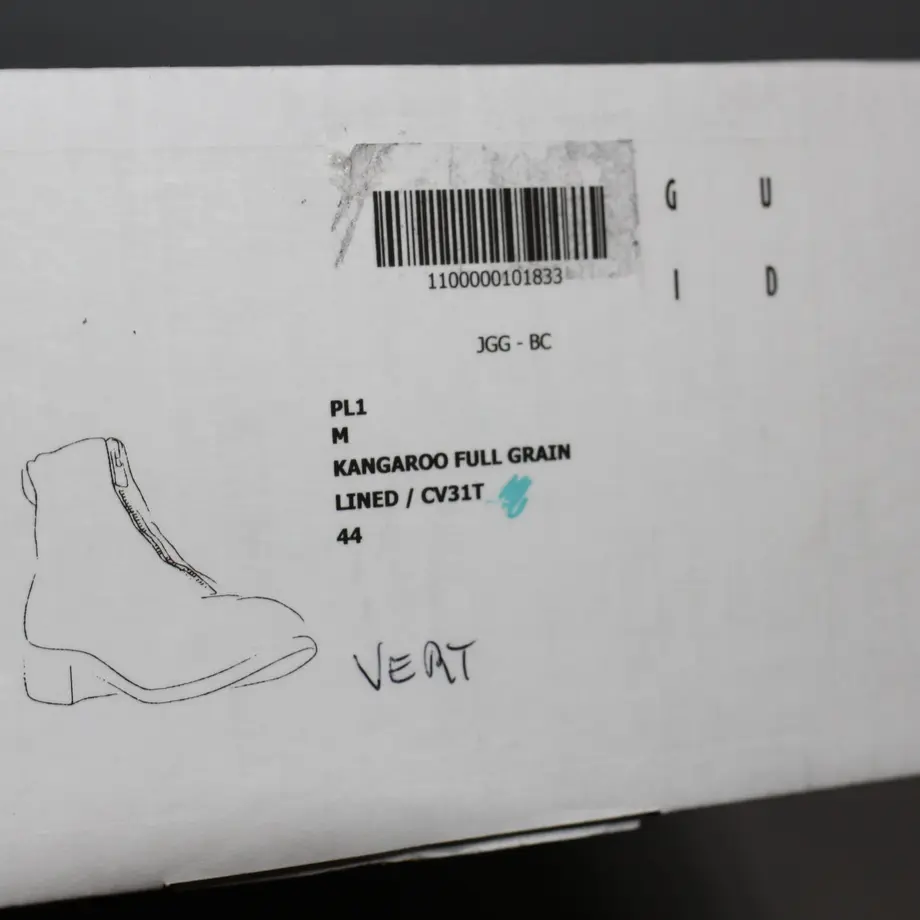 G U
I D
1100000101833
JGG - BC
PL1
M
KANGAROO FULL GRAIN
LINED / CV31T
44
VERT